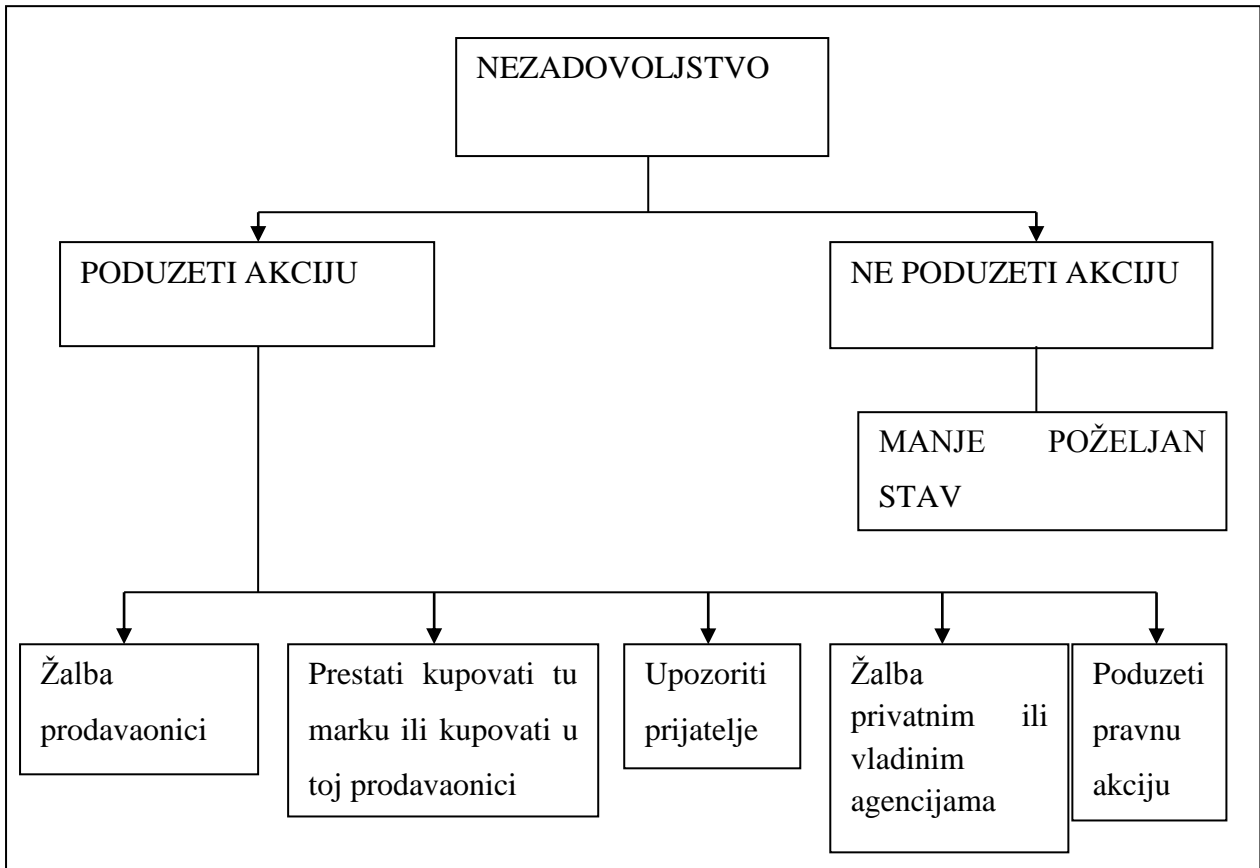 NEZADOVOLJSTVO
PODUZETI AKCIJU
NE PODUZETI AKCIJU
MANJE POŽELJAN
STAV
Žalba
prodavaonici
Prestati kupovati tu
marku ili kupovati u
toj prodavaonici
Upozoriti
prijatelje
Žalba
privatnim ili
vladinim
agencijama
Poduzeti
pravnu
akciju